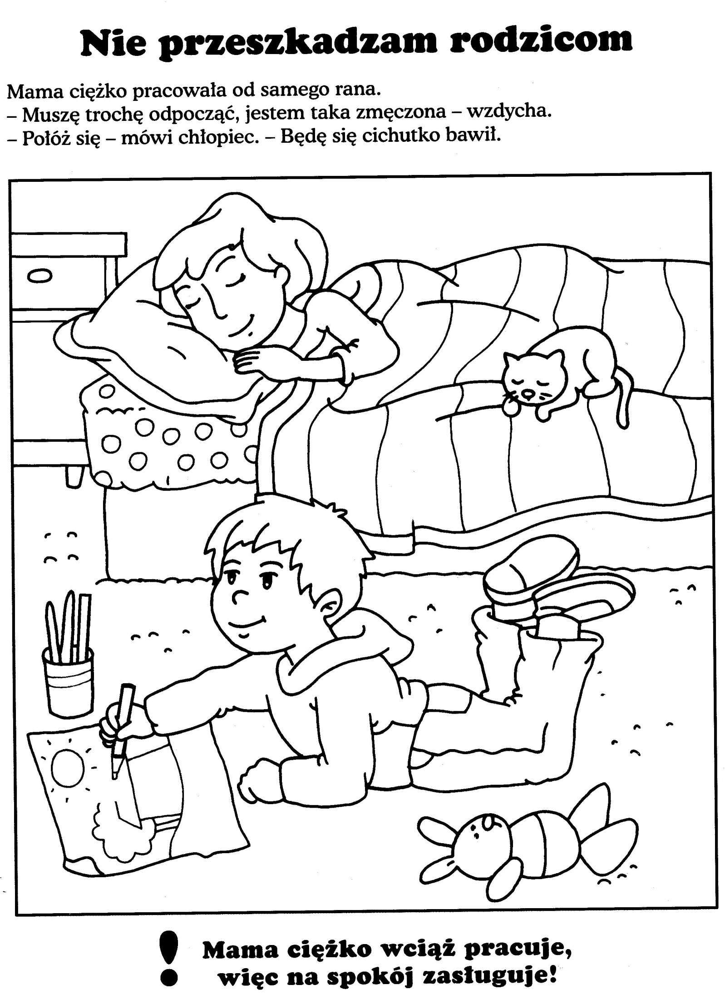 Nie przeszkadzam rodzicom
Mama ciężko pracowała od samego rana.
– Muszę trochę odpocząć, jestem taka zmęczona – wzdycha.
– Połóż się – mówi chłopiec. – Będę się cichutko bawił.
! Mama ciężko wciąż pracuje,
więc na spokój zasługuje!